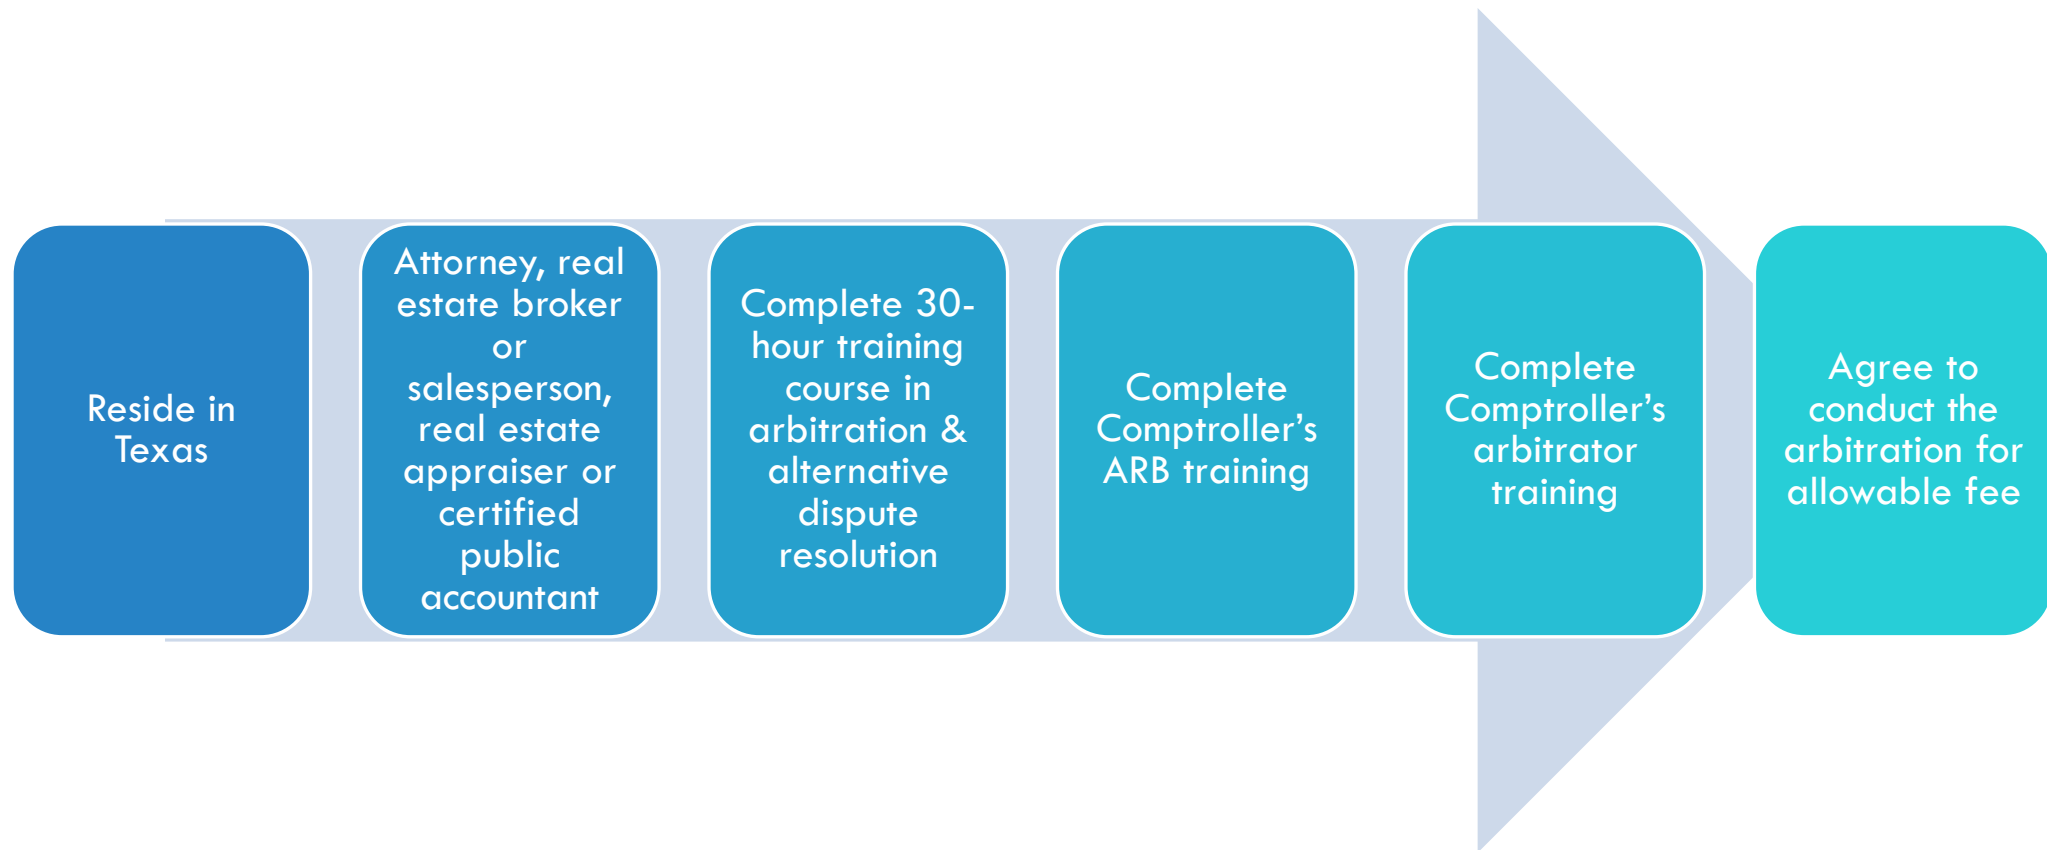 Reside in
Texas
Attorney, real
estate broker
or
salesperson,
real estate
appraiser or
certified
public
accountant
Complete 30-
hour training
course in
arbitration &
alternative
dispute
resolution
Complete
Comptroller’s
ARB training
Complete
Comptroller’s
arbitrator
training
Agree to
conduct the
arbitration for
allowable fee